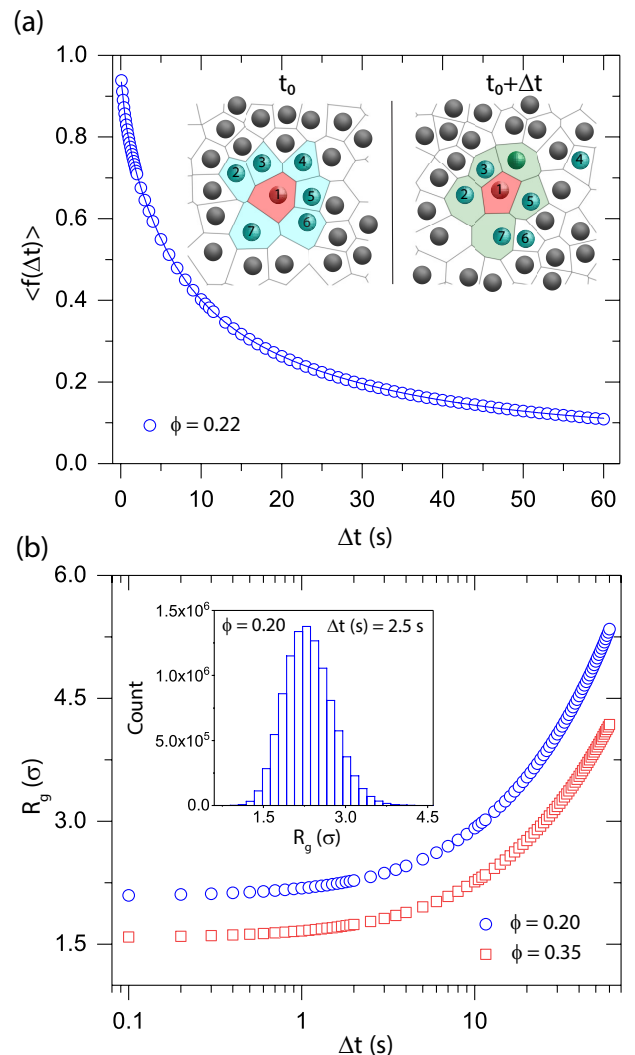 (a)
1.0
0.8
0.6
0.4
0.2
0.0
<f(Δt)>
t₀
t₀+Δt
2 3 4 1 5 6 7
3 4 2 1 5 7 6
ϕ = 0.22
0 10 20 30 40 50 60
Δt (s)
(b)
6.0
4.5
3.0
1.5
R_g (σ)
1.5x10⁶
1.0x10⁶
5.0x10⁵
0.0
Count
ϕ = 0.20 Δt (s) = 2.5 s
1.5 3.0 4.5
R_g (σ)
ϕ = 0.20
ϕ = 0.35
0.1 1 10
Δt (s)